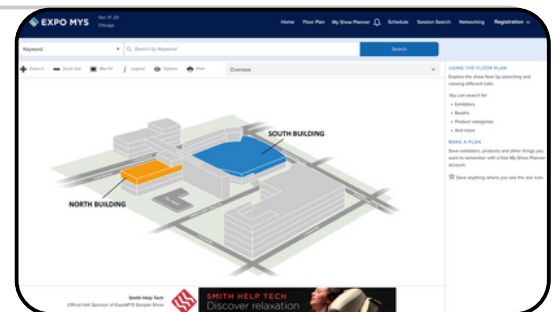 EXPO MYS
Chicago
Home Floor Plan My Show Planner Schedule Session Search Networking Registration
Keyword Search by Keyword Search
Zoom In Zoom Out Max Fit Legend Options Print Overview
USING THE FLOOR PLAN
Explore the show floor by searching and
viewing different halls.
You can search for
Exhibitors
Booths
Product categories
And more
MAKE A PLAN
Save exhibitors, products and other things you
want to remember with a free My Show Planner
account.
Save anything where you see the star icon
SOUTH BUILDING
NORTH BUILDING
Smith Help Tech
Official Hall Sponsor of ExpoMYS Sample Show
SMITH HELP TECH
Discover relaxation